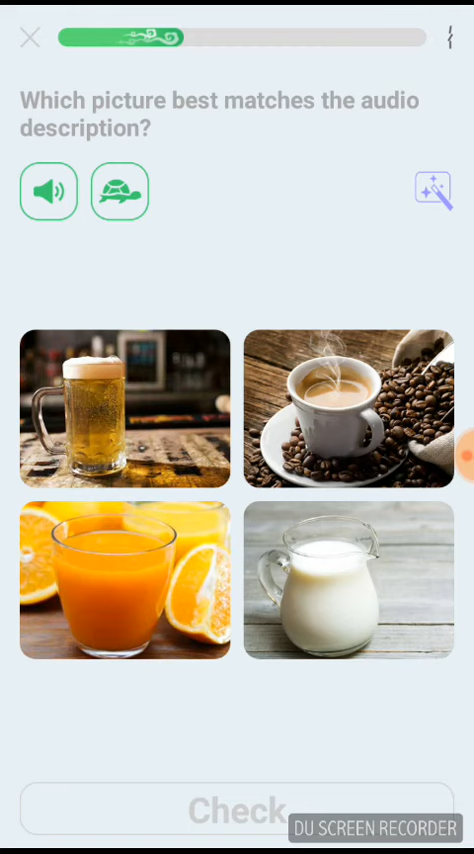 Which picture best matches the audio
description?
Check
DU SCREEN RECORDER